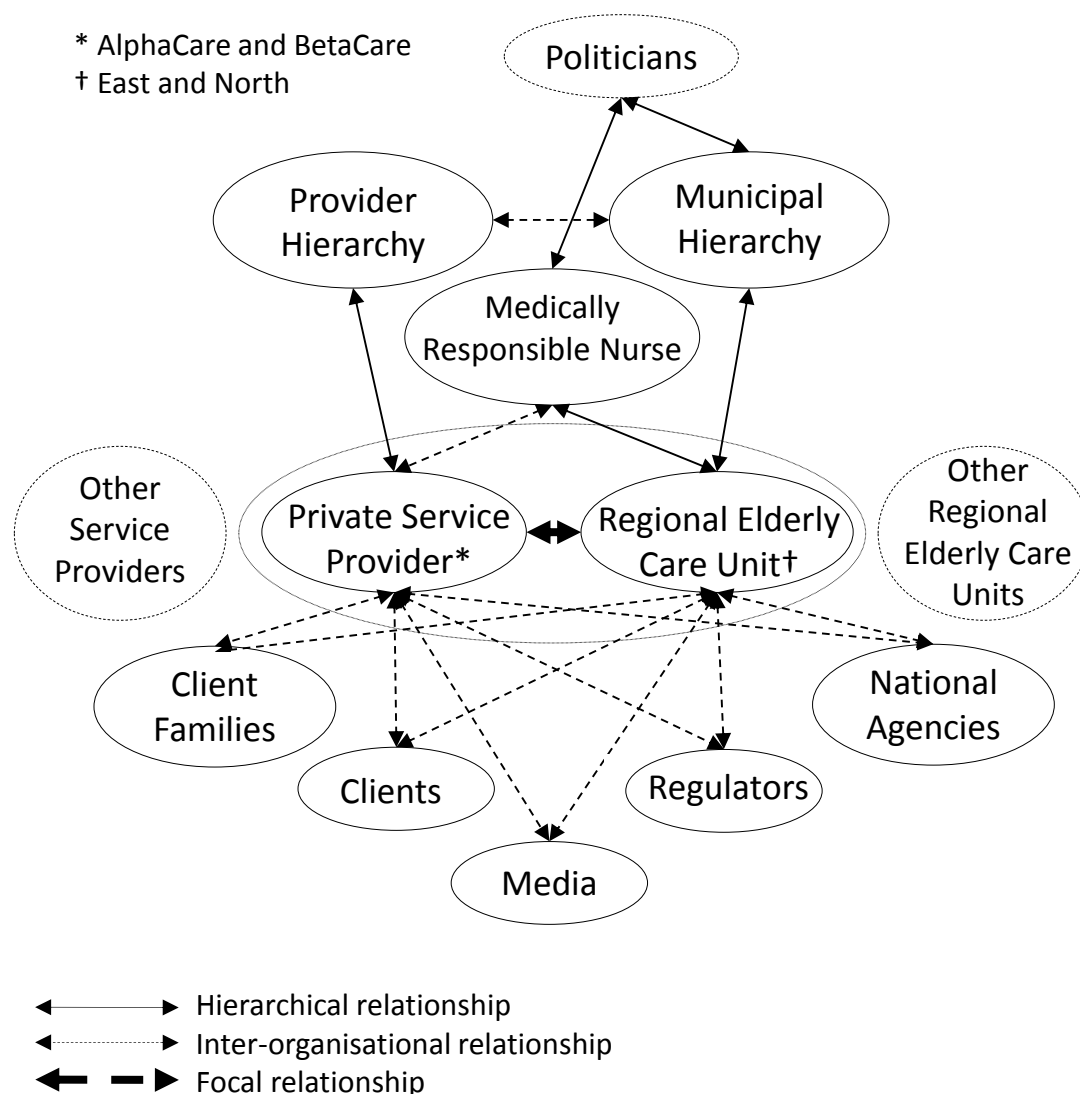 * AlphaCare and BetaCare
† East and North
Politicians
Provider
Hierarchy
Municipal
Hierarchy
Medically
Responsible Nurse
Other
Service
Providers
Private Service
Provider*
Regional Elderly
Care Unit†
Other
Regional
Elderly Care
Units
Client
Families
National
Agencies
Clients
Regulators
Media
Hierarchical relationship
Inter-organisational relationship
Focal relationship